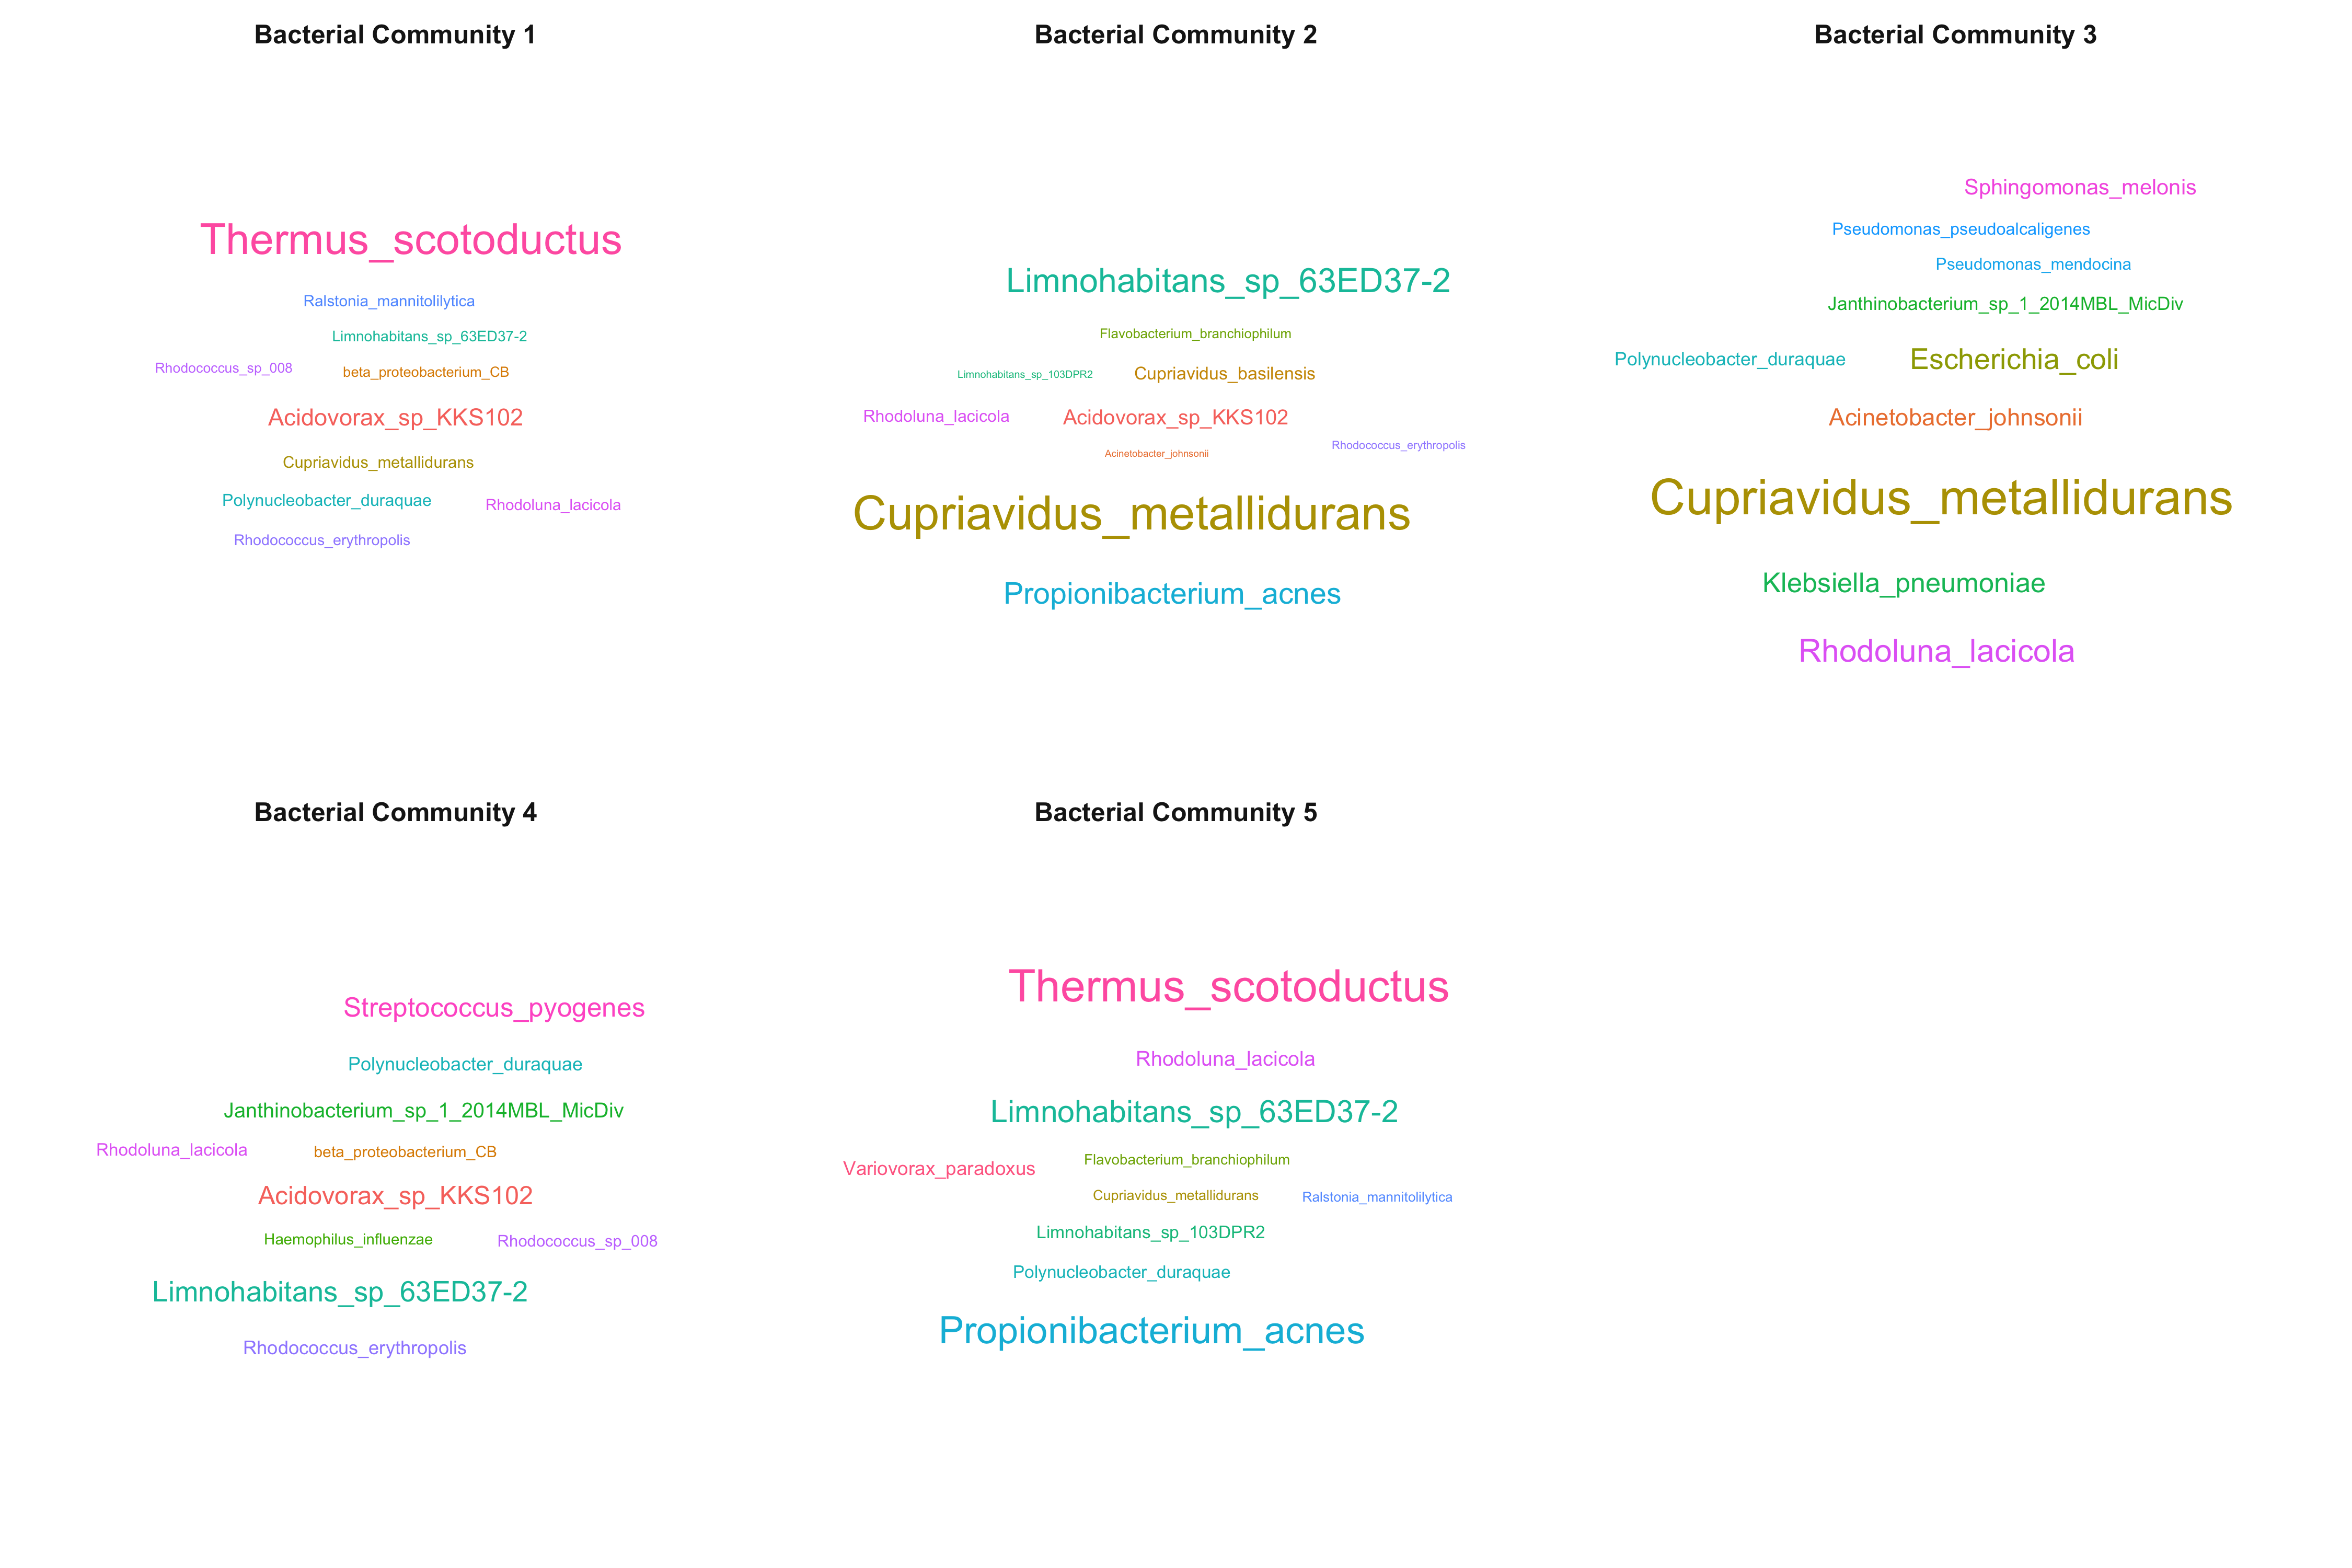 Bacterial Community 1
Thermus_scotoductus
Ralstonia_mannitolilytica
Limnohabitans_sp_63ED37-2
Rhodococcus_sp_008
beta_proteobacterium_CB
Acidovorax_sp_KKS102
Cupriavidus_metallidurans
Polynucleobacter_duraquae
Rhodoluna_lacicola
Rhodococcus_erythropolis
Bacterial Community 2
Limnohabitans_sp_63ED37-2
Flavobacterium_branchiophilum
Limnohabitans_sp_103DPR2
Cupriavidus_basilensis
Rhodoluna_lacicola
Acidovorax_sp_KKS102
Rhodococcus_erythropolis
Acinetobacter_johnsonii
Cupriavidus_metallidurans
Propionibacterium_acnes
Bacterial Community 3
Sphingomonas_melonis
Pseudomonas_pseudoalcaligenes
Pseudomonas_mendocina
Janthinobacterium_sp_1_2014MBL_MicDiv
Polynucleobacter_duraquae
Escherichia_coli
Acinetobacter_johnsonii
Cupriavidus_metallidurans
Klebsiella_pneumoniae
Rhodoluna_lacicola
Bacterial Community 4
Streptococcus_pyogenes
Polynucleobacter_duraquae
Janthinobacterium_sp_1_2014MBL_MicDiv
Rhodoluna_lacicola
beta_proteobacterium_CB
Acidovorax_sp_KKS102
Haemophilus_influenzae
Rhodococcus_sp_008
Limnohabitans_sp_63ED37-2
Rhodococcus_erythropolis
Bacterial Community 5
Thermus_scotoductus
Rhodoluna_lacicola
Limnohabitans_sp_63ED37-2
Variovorax_paradoxus
Flavobacterium_branchiophilum
Cupriavidus_metallidurans
Ralstonia_mannitolilytica
Limnohabitans_sp_103DPR2
Polynucleobacter_duraquae
Propionibacterium_acnes